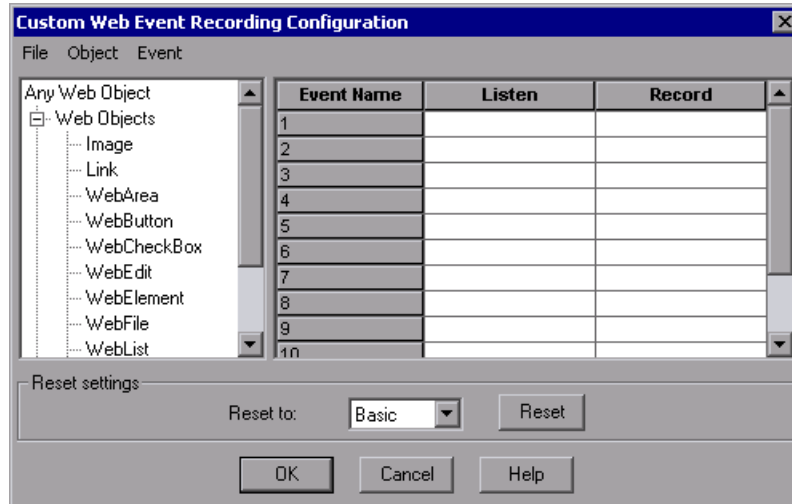 Custom Web Event Recording Configuration
File Object Event
Any Web Object
Web Objects
Image
Link
WebArea
WebButton
WebCheckBox
WebEdit
WebElement
WebFile
WebList
Event Name Listen Record
1
2
3
4
5
6
7
8
9
10
Reset settings
Reset to: Basic Reset
OK Cancel Help